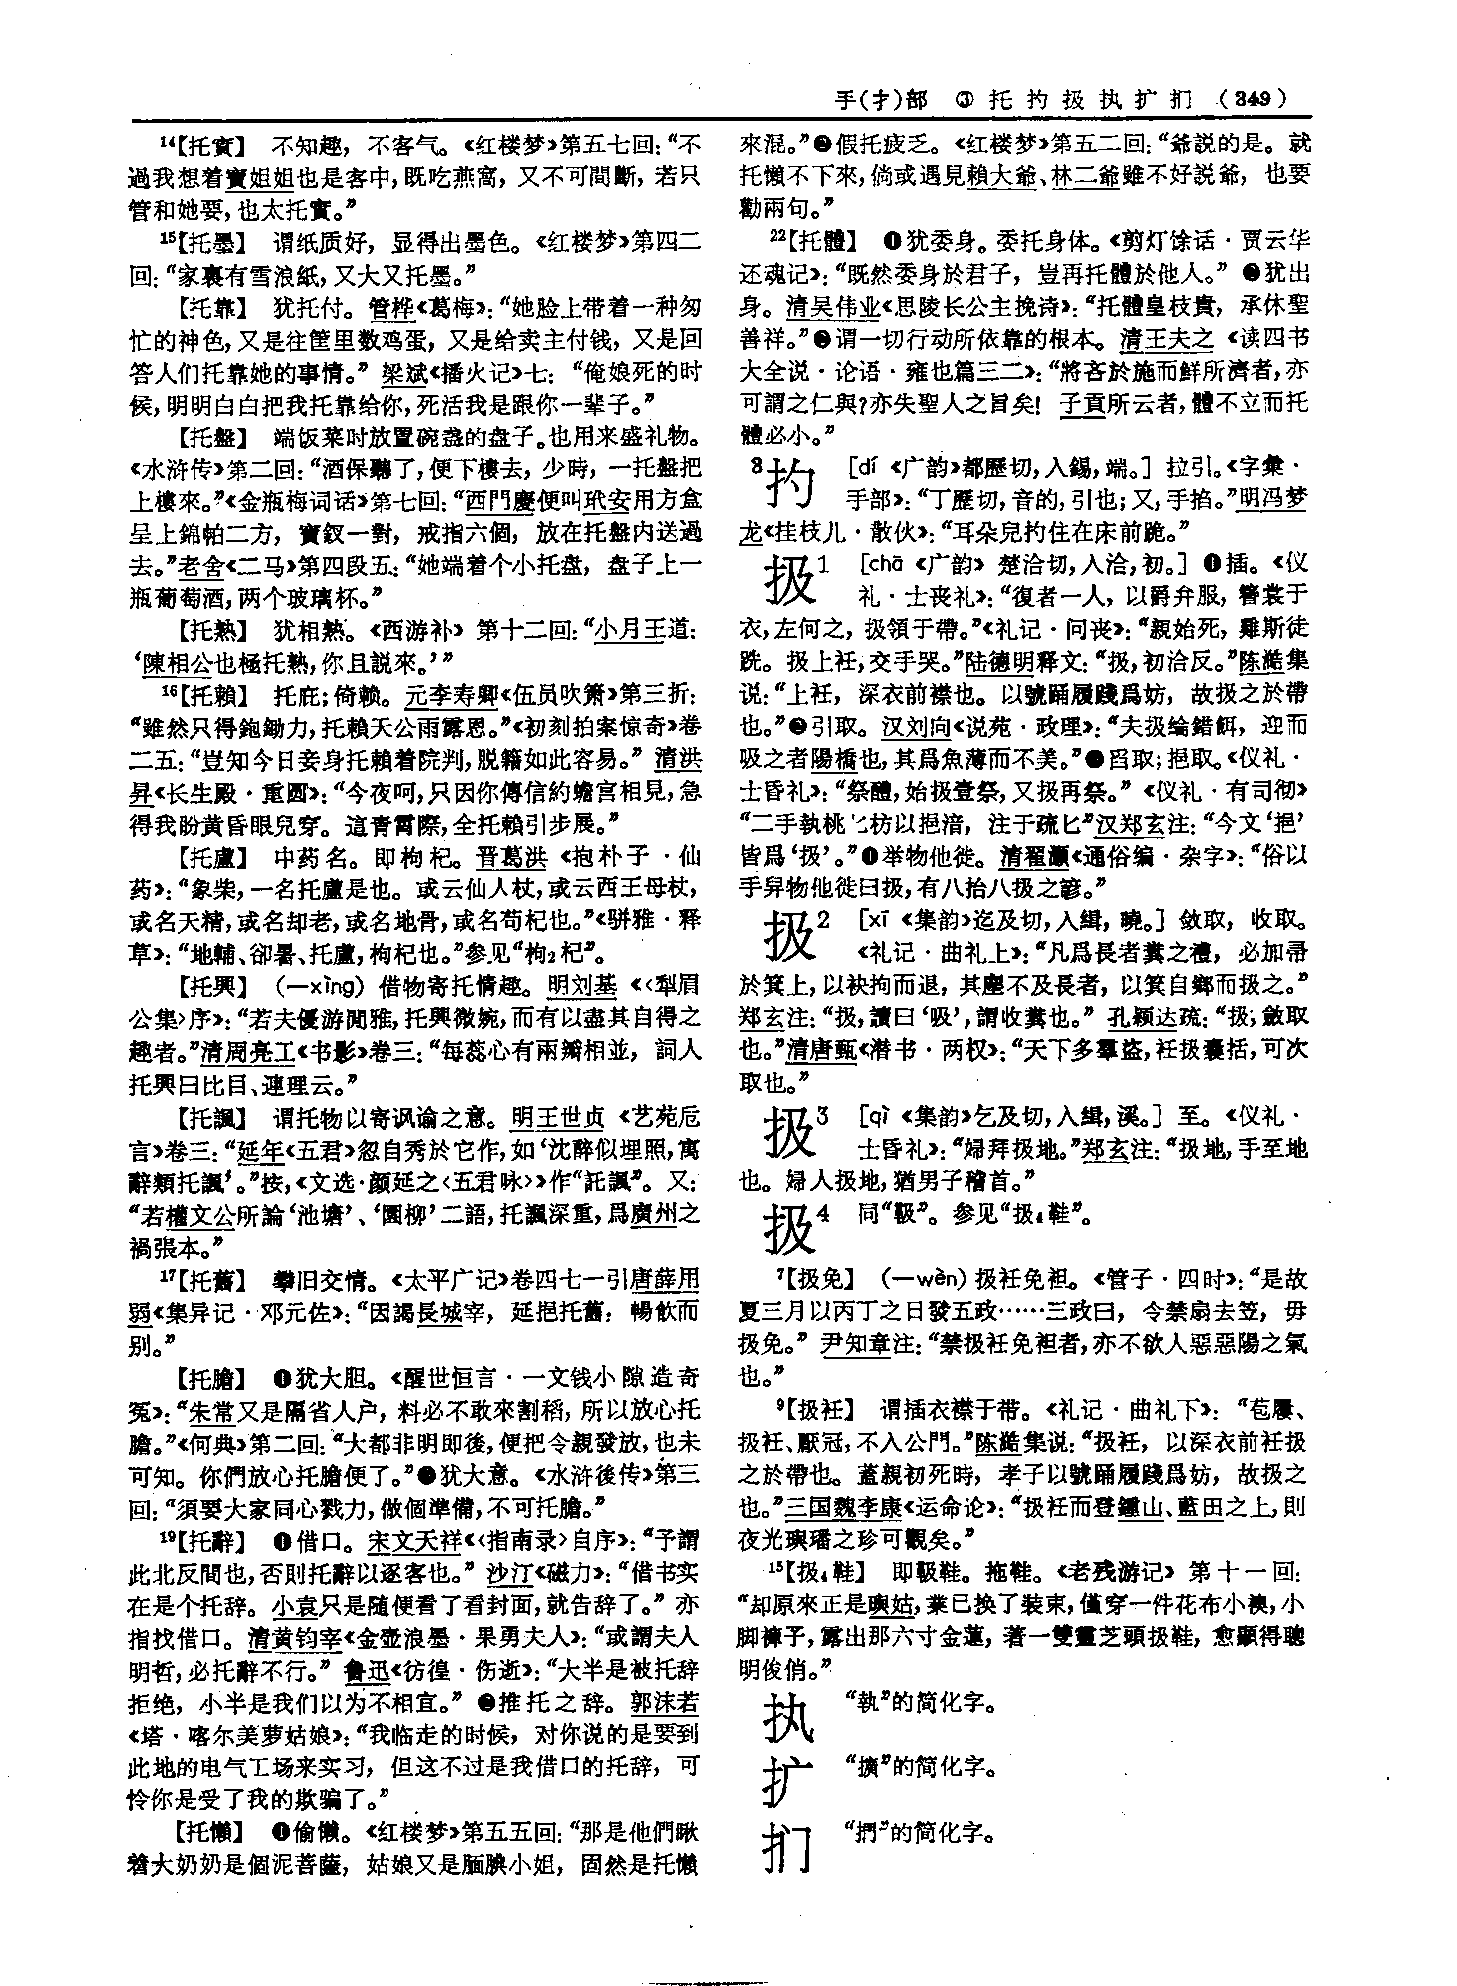 手(扌)部 ③ 托扚扱执扩扪 (349)
14【托實】 不知趣，不客气。《红楼梦》第五七回：“不
過我想着寶姐姐也是客中，既吃燕窩，又不可間斷，若只
管和她要，也太托實。”
15【托墨】 谓纸质好，显得出墨色。《红楼梦》第四二
回：“家裏有雪浪紙，又大又托墨。”
【托靠】 犹托付。管桦《葛梅》：“她脸上带着一种匆
忙的神色，又是往筐里数鸡蛋，又是给卖主付钱，又是回
答人们托靠她的事情。”梁斌《播火记》七：“俺娘死的时
候，明明白白把我托靠给你，死活我是跟你一辈子。”
【托盤】 端饭菜时放置碗盏的盘子。也用来盛礼物。
《水浒传》第二回：“酒保聽了，便下樓去，少時，一托盤把
上樓來。”《金瓶梅词话》第七回：“西門慶便叫玳安用方盒
呈上錦帕二方，寶釵一對，戒指六個，放在托盤内送過
去。”老舍《二马》第四段五：“她端着个小托盘，盘子上一
瓶葡萄酒，两个玻璃杯。”
【托熟】 犹相熟。《西游补》第十二回：“小月王道：
‘陳相公也極托熟，你且説來。’”
16【托賴】 托庇；倚赖。元李寿卿《伍员吹箫》第三折：
“雖然只得鉋鋤力，托賴天公雨露恩。”《初刻拍案惊奇》卷
二五：“豈知今日妾身托賴着院判，脱籍如此容易。”清洪
昇《长生殿·重圆》：“今夜呵，只因你傳信約蟾宫相見，急
得我盼黄昏眼兒穿。這青霄際，全托賴引步展。”
【托盧】 中药名。即枸杞。晋葛洪《抱朴子·仙
药》：“象柴，一名托盧是也。或云仙人杖，或云西王母杖，
或名天精，或名却老，或名地骨，或名苟杞也。”《骈雅·释
草》：“地輔、卻暑、托盧，枸杞也。”参见“枸2杞”。
【托興】 (—xìng) 借物寄托情趣。明刘基《〈犁眉
公集〉序》：“若夫優游閒雅，托興微婉，而有以盡其自得之
趣者。”清周亮工《书影》卷三：“每蕊心有兩瓣相並，詞人
托興曰比目、連理云。”
【托諷】 谓托物以寄讽谕之意。明王世贞《艺苑卮
言》卷三：“延年《五君》忽自秀於它作，如‘沈醉似埋照，寓
辭類托諷’。”按，《文选·颜延之〈五君咏〉》作“託諷”。又：
“若權文公所論‘池塘’、‘園柳’二語，托諷深重，爲廣州之
禍張本。”
17【托舊】 攀旧交情。《太平广记》卷四七一引唐薛用
弱《集异记·邓元佐》：“因謁長城宰，延挹托舊，暢飲而
别。”
【托膽】 ❶犹大胆。《醒世恒言·一文钱小隙造奇
冤》：“朱常又是隔省人户，料必不敢來割稻，所以放心托
膽。”《何典》第二回：“大都非明即後，便把令親發放，也未
可知。你們放心托膽便了。”❷犹大意。《水浒後传》第三
回：“須要大家同心戮力，做個準備，不可托膽。”
19【托辭】 ❶借口。宋文天祥《〈指南录〉自序》：“予謂
此北反間也，否則托辭以逐客也。”沙汀《磁力》：“借书实
在是个托辞。小袁只是随便看了看封面，就告辞了。”亦
指找借口。清黄钧宰《金壶浪墨·果勇夫人》：“或謂夫人
明哲，必托辭不行。”鲁迅《彷徨·伤逝》：“大半是被托辞
拒绝，小半是我们以为不相宜。”❷推托之辞。郭沫若
《塔·喀尔美萝姑娘》：“我临走的时候，对你说的是要到
此地的电气工场来实习，但这不过是我借口的托辞，可
怜你是受了我的欺骗了。”
【托懶】 ❶偷懒。《红楼梦》第五五回：“那是他們瞅
着大奶奶是個泥菩薩，姑娘又是腼腆小姐，固然是托懶
來混。”❷假托疲乏。《红楼梦》第五二回：“爺説的是。就
托懶不下來，倘或遇見賴大爺、林二爺雖不好説爺，也要
勸兩句。”
22【托體】 ❶犹委身。委托身体。《剪灯馀话·贾云华
还魂记》：“既然委身於君子，豈再托體於他人。”❷犹出
身。清吴伟业《思陵长公主挽诗》：“托體皇枝貴，承休聖
善祥。”❸谓一切行动所依靠的根本。清王夫之《读四书
大全说·论语·雍也篇三二》：“將吝於施而鮮所濟者，亦
可謂之仁與？亦失聖人之旨矣！子貢所云者，體不立而托
體必小。”
3扚 [dí 《广韵》都歷切，入錫，端。] 拉引。《字彙·
手部》：“丁歷切，音的，引也；又，手掐。”明冯梦
龙《挂枝儿·散伙》：“耳朵兒扚住在床前跪。”
扱1 [chā 《广韵》楚洽切，入洽，初。] ❶插。《仪
礼·士丧礼》：“復者一人，以爵弁服，簪裳于
衣，左何之，扱領于帶。”《礼记·问丧》：“親始死，雞斯徒
跣。扱上衽，交手哭。”陆德明释文：“扱，初洽反。”陈澔集
说：“上衽，深衣前襟也。以號踊履踐爲妨，故扱之於帶
也。”❷引取。汉刘向《说苑·政理》：“夫扱綸錯餌，迎而
吸之者陽橋也，其爲魚薄而不美。”❸舀取；挹取。《仪礼·
士昏礼》：“祭醴，始扱壹祭，又扱再祭。”《仪礼·有司彻》
“二手執桃匕枋以挹湆，注于疏匕”汉郑玄注：“今文‘挹’
皆爲‘扱’。”❹举物他徙。清翟灏《通俗编·杂字》：“俗以
手舁物他徙曰扱，有八抬八扱之諺。”
扱2 [xī 《集韵》迄及切，入緝，曉。] 敛取，收取。
《礼记·曲礼上》：“凡爲長者糞之禮，必加帚
於箕上，以袂拘而退，其塵不及長者，以箕自鄉而扱之。”
郑玄注：“扱，讀曰‘吸’，謂收糞也。”孔颖达疏：“扱，斂取
也。”清唐甄《潜书·两权》：“天下多羣盜，衽扱囊括，可次
取也。”
扱3 [qì 《集韵》乞及切，入緝，溪。] 至。《仪礼·
士昏礼》：“婦拜扱地。”郑玄注：“扱地，手至地
也。婦人扱地，猶男子稽首。”
扱4 同“靸”。参见“扱4鞋”。
7【扱免】 (—wèn) 扱衽免袒。《管子·四时》：“是故
夏三月以丙丁之日發五政……三政曰，令禁扇去笠，毋
扱免。”尹知章注：“禁扱衽免袒者，亦不欲人惡惡陽之氣
也。”
9【扱衽】 谓插衣襟于带。《礼记·曲礼下》：“苞屨、
扱衽、厭冠，不入公門。”陈澔集说：“扱衽，以深衣前衽扱
之於帶也。蓋親初死時，孝子以號踊履踐爲妨，故扱之
也。”三国魏李康《运命论》：“扱衽而登鍾山、藍田之上，則
夜光璵璠之珍可觀矣。”
15【扱4鞋】 即靸鞋。拖鞋。《老残游记》第十一回：
“却原來正是璵姑，業已换了裝束，僅穿一件花布小襖，小
脚褲子，露出那六寸金蓮，著一雙靈芝頭扱鞋，愈顯得聰
明俊俏。”
执 “執”的简化字。
扩 “擴”的简化字。
扪 “捫”的简化字。